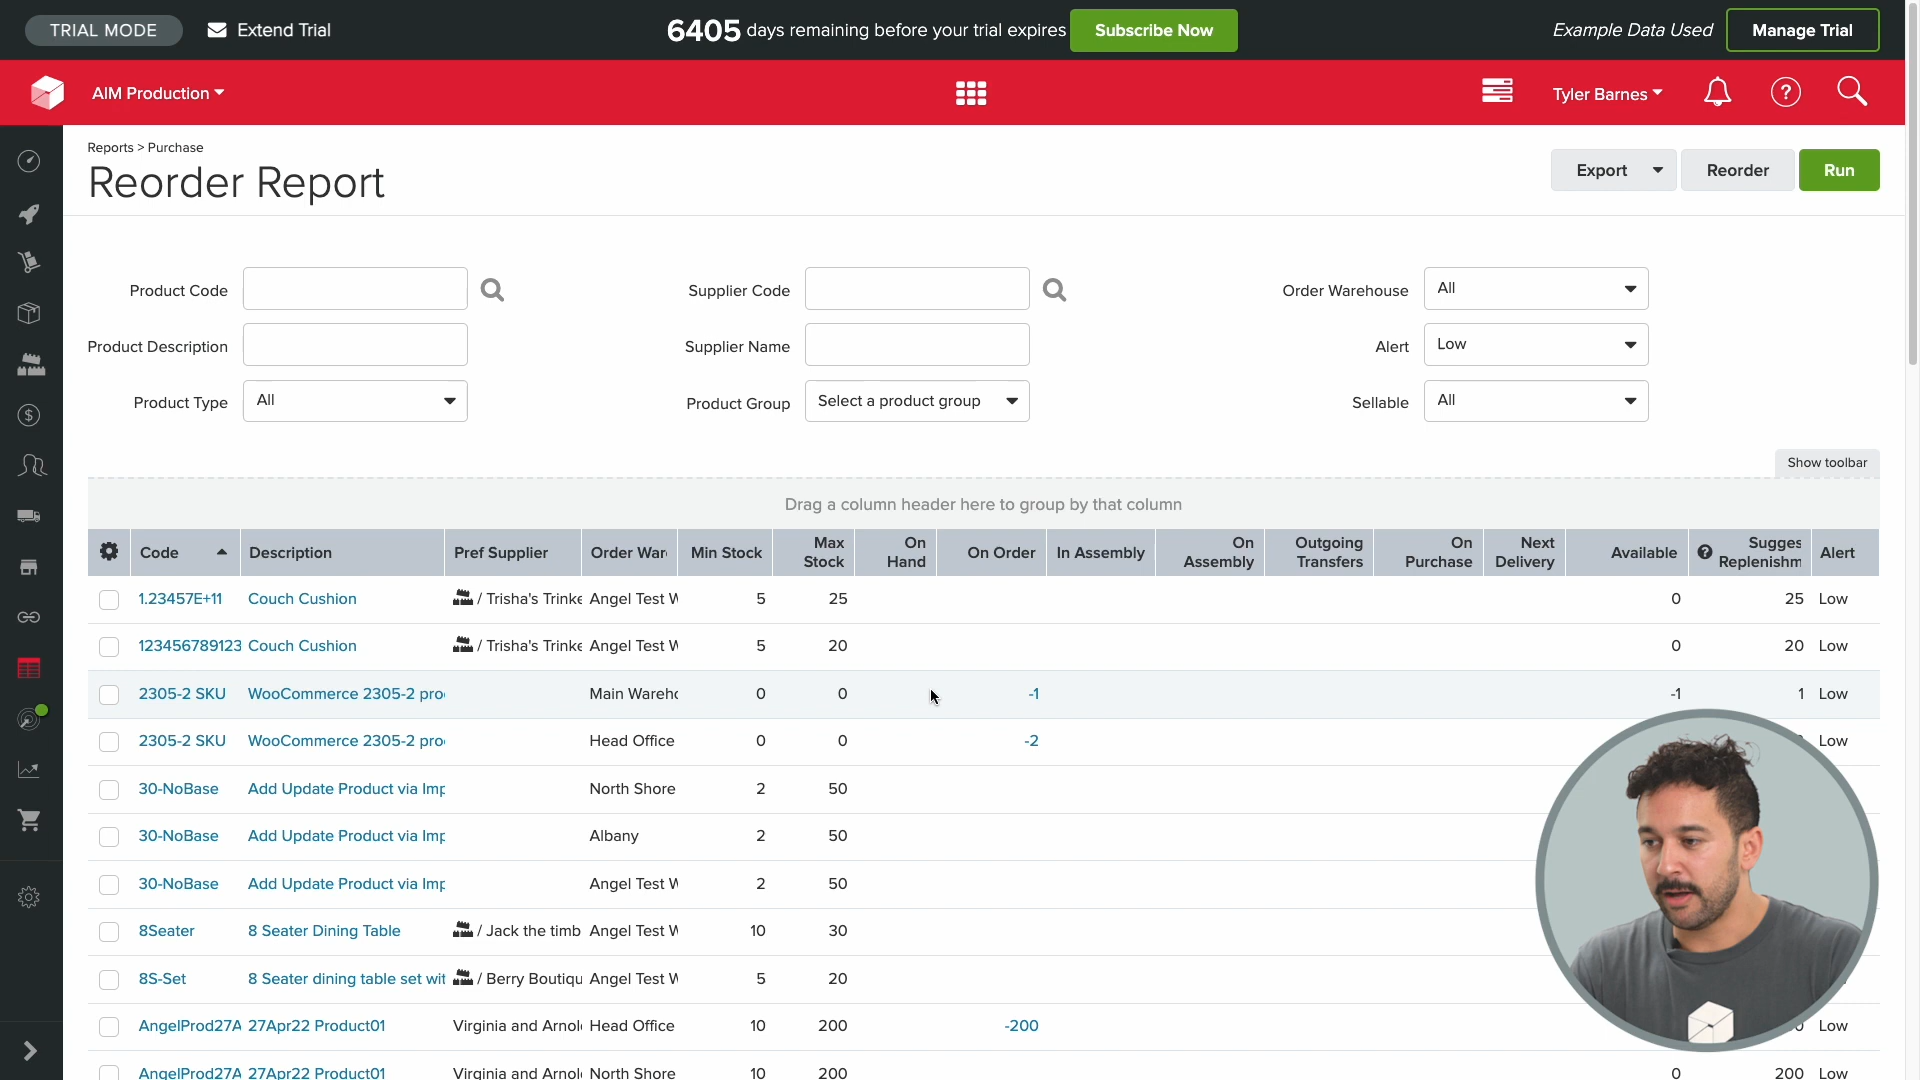 TRIAL MODE Extend Trial 6405 days remaining before your trial expires Subscribe Now Example Data Used Manage Trial
AIM Production Tyler Barnes
Reports > Purchase
Reorder Report Export Reorder Run
Product Code Supplier Code Order Warehouse All
Product Description Supplier Name Alert Low
Product Type All Product Group Select a product group Sellable All
Show toolbar
Drag a column header here to group by that column
Code Description Pref Supplier Order War Min Stock Max Stock On Hand On Order In Assembly On Assembly Outgoing Transfers On Purchase Next Delivery Available Sugges Replenishm Alert
1.23457E+11 Couch Cushion / Trisha's Trinke Angel Test W 5 25 0 25 Low
123456789123 Couch Cushion / Trisha's Trinke Angel Test W 5 20 0 20 Low
2305-2 SKU WooCommerce 2305-2 pro Main Wareho 0 0 -1 -1 1 Low
2305-2 SKU WooCommerce 2305-2 pro Head Office 0 0 -2 Low
30-NoBase Add Update Product via Imp North Shore 2 50
30-NoBase Add Update Product via Imp Albany 2 50
30-NoBase Add Update Product via Imp Angel Test W 2 50
8Seater 8 Seater Dining Table / Jack the timb Angel Test W 10 30
8S-Set 8 Seater dining table set wit / Berry Boutiqu Angel Test W 5 20
AngelProd27A 27Apr22 Product01 Virginia and Arnol Head Office 10 200 -200 Low
AngelProd27A 27Apr22 Product01 Virginia and Arnol North Shore 10 200 0 200 Low